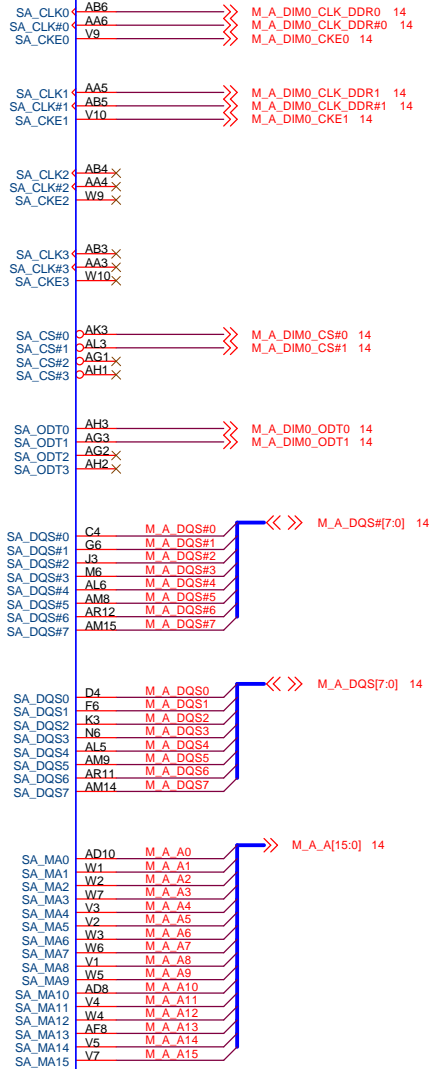 SA_CLK0 AB6 M_A_DIM0_CLK_DDR0 14
SA_CLK#0 AA6 M_A_DIM0_CLK_DDR#0 14
SA_CKE0 V9 M_A_DIM0_CKE0 14
SA_CLK1 AA5 M_A_DIM0_CLK_DDR1 14
SA_CLK#1 AB5 M_A_DIM0_CLK_DDR#1 14
SA_CKE1 V10 M_A_DIM0_CKE1 14
SA_CLK2 AB4
SA_CLK#2 AA4
SA_CKE2 W9
SA_CLK3 AB3
SA_CLK#3 AA3
SA_CKE3 W10
SA_CS#0 AK3 M_A_DIM0_CS#0 14
SA_CS#1 AL3 M_A_DIM0_CS#1 14
SA_CS#2 AG1
SA_CS#3 AH1
SA_ODT0 AH3 M_A_DIM0_ODT0 14
SA_ODT1 AG3 M_A_DIM0_ODT1 14
SA_ODT2 AG2
SA_ODT3 AH2
M_A_DQS#[7:0] 14
SA_DQS#0 C4 M_A_DQS#0
SA_DQS#1 G6 M_A_DQS#1
SA_DQS#2 J3 M_A_DQS#2
SA_DQS#3 M6 M_A_DQS#3
SA_DQS#4 AL6 M_A_DQS#4
SA_DQS#5 AM8 M_A_DQS#5
SA_DQS#6 AR12 M_A_DQS#6
SA_DQS#7 AM15 M_A_DQS#7
M_A_DQS[7:0] 14
SA_DQS0 D4 M_A_DQS0
SA_DQS1 F6 M_A_DQS1
SA_DQS2 K3 M_A_DQS2
SA_DQS3 N6 M_A_DQS3
SA_DQS4 AL5 M_A_DQS4
SA_DQS5 AM9 M_A_DQS5
SA_DQS6 AR11 M_A_DQS6
SA_DQS7 AM14 M_A_DQS7
M_A_A[15:0] 14
SA_MA0 AD10 M_A_A0
SA_MA1 W1 M_A_A1
SA_MA2 W2 M_A_A2
SA_MA3 W7 M_A_A3
SA_MA4 V3 M_A_A4
SA_MA5 V2 M_A_A5
SA_MA6 W3 M_A_A6
SA_MA7 W6 M_A_A7
SA_MA8 V1 M_A_A8
SA_MA9 W5 M_A_A9
SA_MA10 AD8 M_A_A10
SA_MA11 V4 M_A_A11
SA_MA12 W4 M_A_A12
SA_MA13 AF8 M_A_A13
SA_MA14 V5 M_A_A14
SA_MA15 V7 M_A_A15